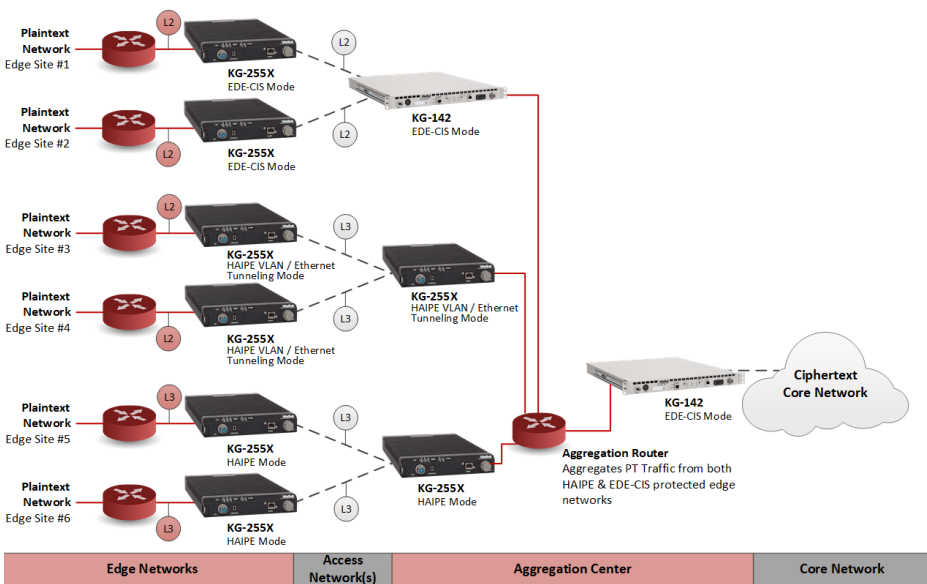 Plaintext
Network
Edge Site #1
L2
KG-255X
EDE-CIS Mode
L2
Plaintext
Network
Edge Site #2
L2
KG-255X
EDE-CIS Mode
L2
KG-142
EDE-CIS Mode
Plaintext
Network
Edge Site #3
L2
KG-255X
HAIPE VLAN / Ethernet
Tunneling Mode
L3
Plaintext
Network
Edge Site #4
L2
KG-255X
HAIPE VLAN / Ethernet
Tunneling Mode
L3
KG-255X
HAIPE VLAN / Ethernet
Tunneling Mode
Plaintext
Network
Edge Site #5
L3
KG-255X
HAIPE Mode
L3
Plaintext
Network
Edge Site #6
L3
KG-255X
HAIPE Mode
L3
KG-255X
HAIPE Mode
Aggregation Router
Aggregates PT Traffic from both
HAIPE & EDE-CIS protected edge
networks
KG-142
EDE-CIS Mode
Ciphertext
Core Network
Edge Networks
Access
Network(s)
Aggregation Center
Core Network